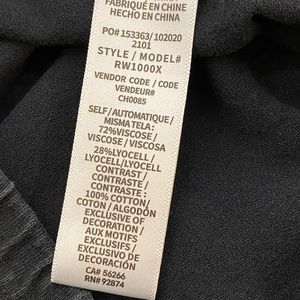 FABRIQUÉ EN CHINE
HECHO EN CHINA
PO# 153363/102020
2101
STYLE / MODEL#
RW1000X
VENDOR CODE / CODE
VENDEUR#
CH0085
SELF/AUTOMATIQUE/
MISMA TELA:
72%VISCOSE/
VISCOSE / VISCOSA
28%LYOCELL/
LYOCELL/LYOCELL
CONTRAST /
CONTRASTE :
CONTRASTE :
100% COTTON/
COTON / ALGODÓN
EXCLUSIVE OF
DECORATION /
AUX MOTIFS
EXCLUSIFS /
EXCLUSIVO DE
DECORACIÓN
CA# 56266
RN# 92874